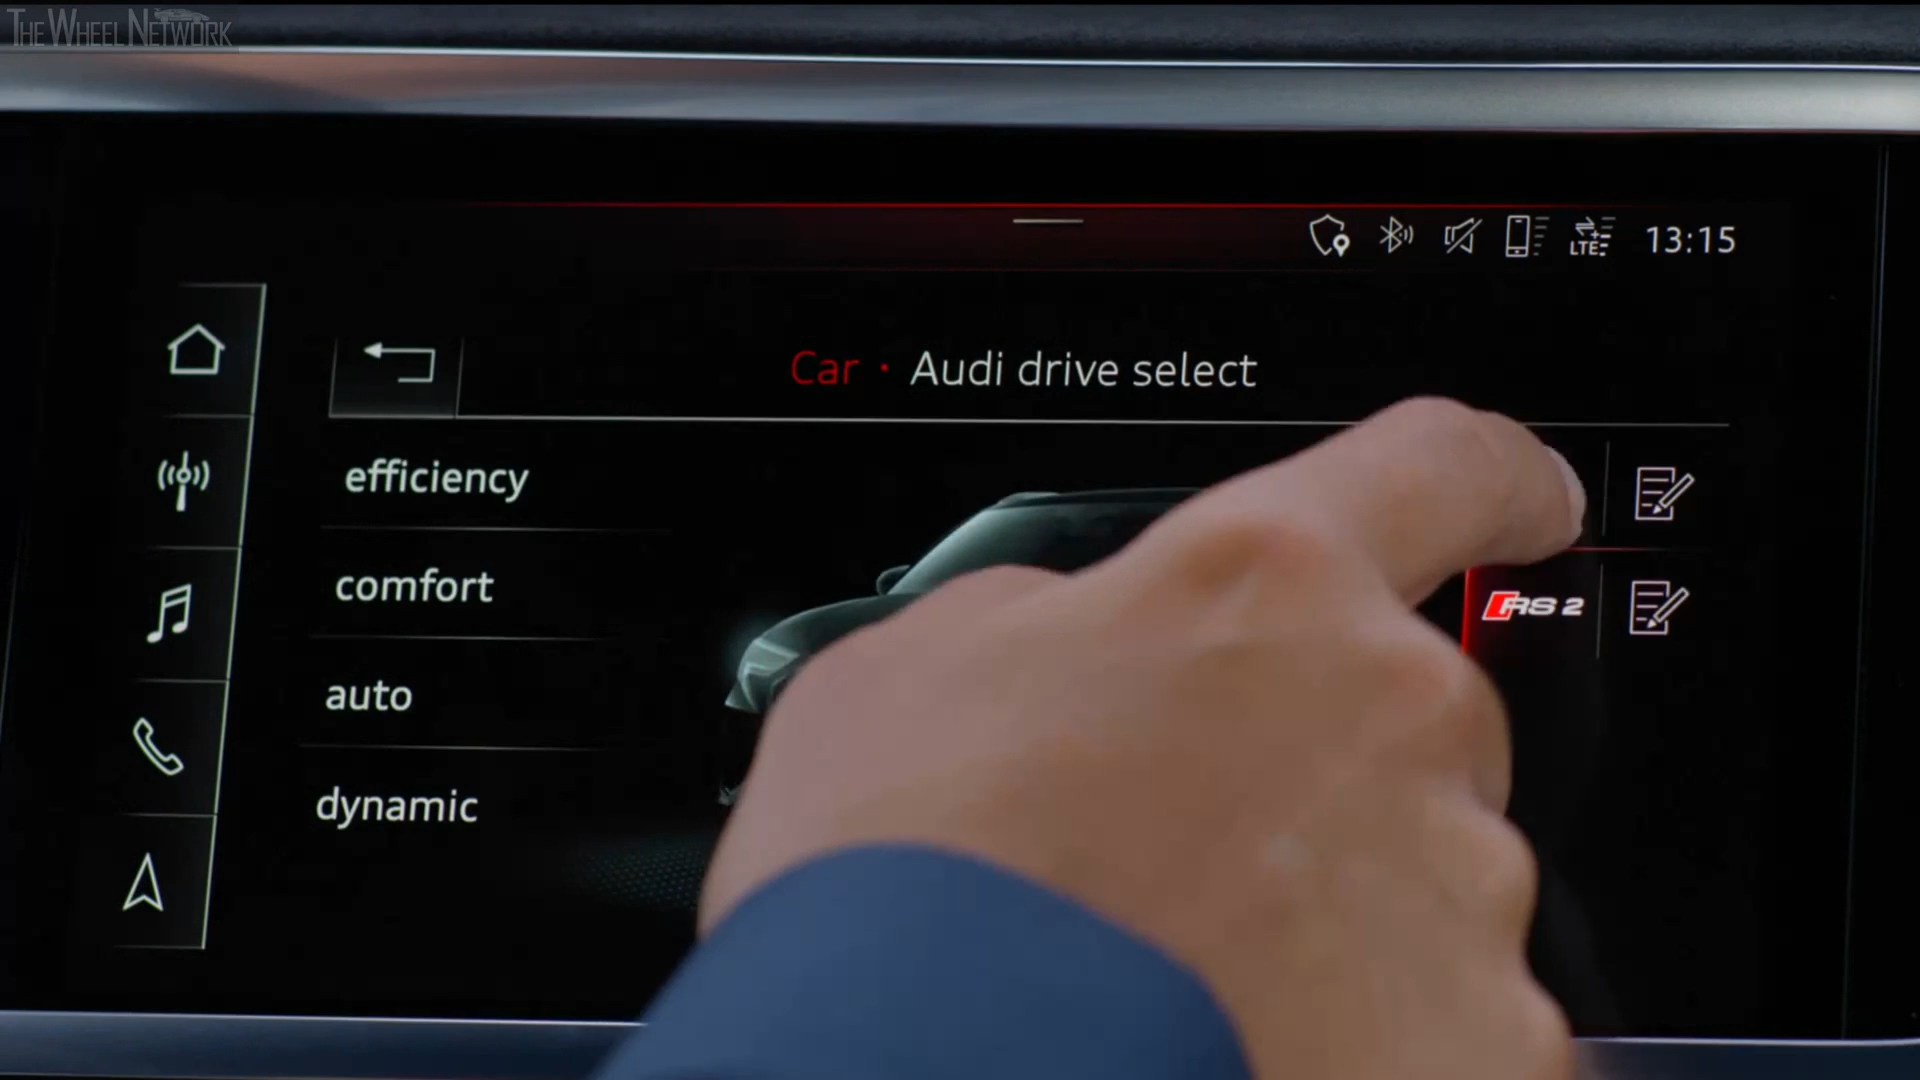 THE WHEEL NETWORK
LTE 13:15
Car · Audi drive select
efficiency
comfort
RS 2
auto
dynamic